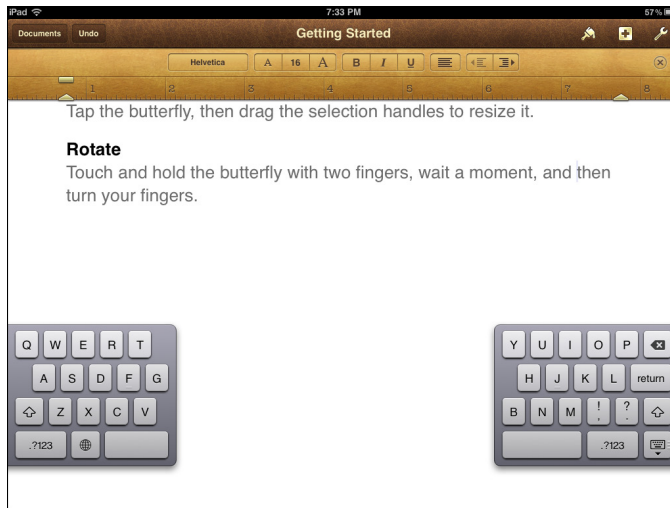 iPad 7:33 PM 57%
Documents Undo Getting Started
Helvetica A 16 A B I U
1 2 3 4 5 6 7 8
Tap the butterfly, then drag the selection handles to resize it.
Rotate
Touch and hold the butterfly with two fingers, wait a moment, and then
turn your fingers.
Q W E R T Y U I O P
A S D F G H J K L return
Z X C V B N M ! , ? .
.?123 .?123